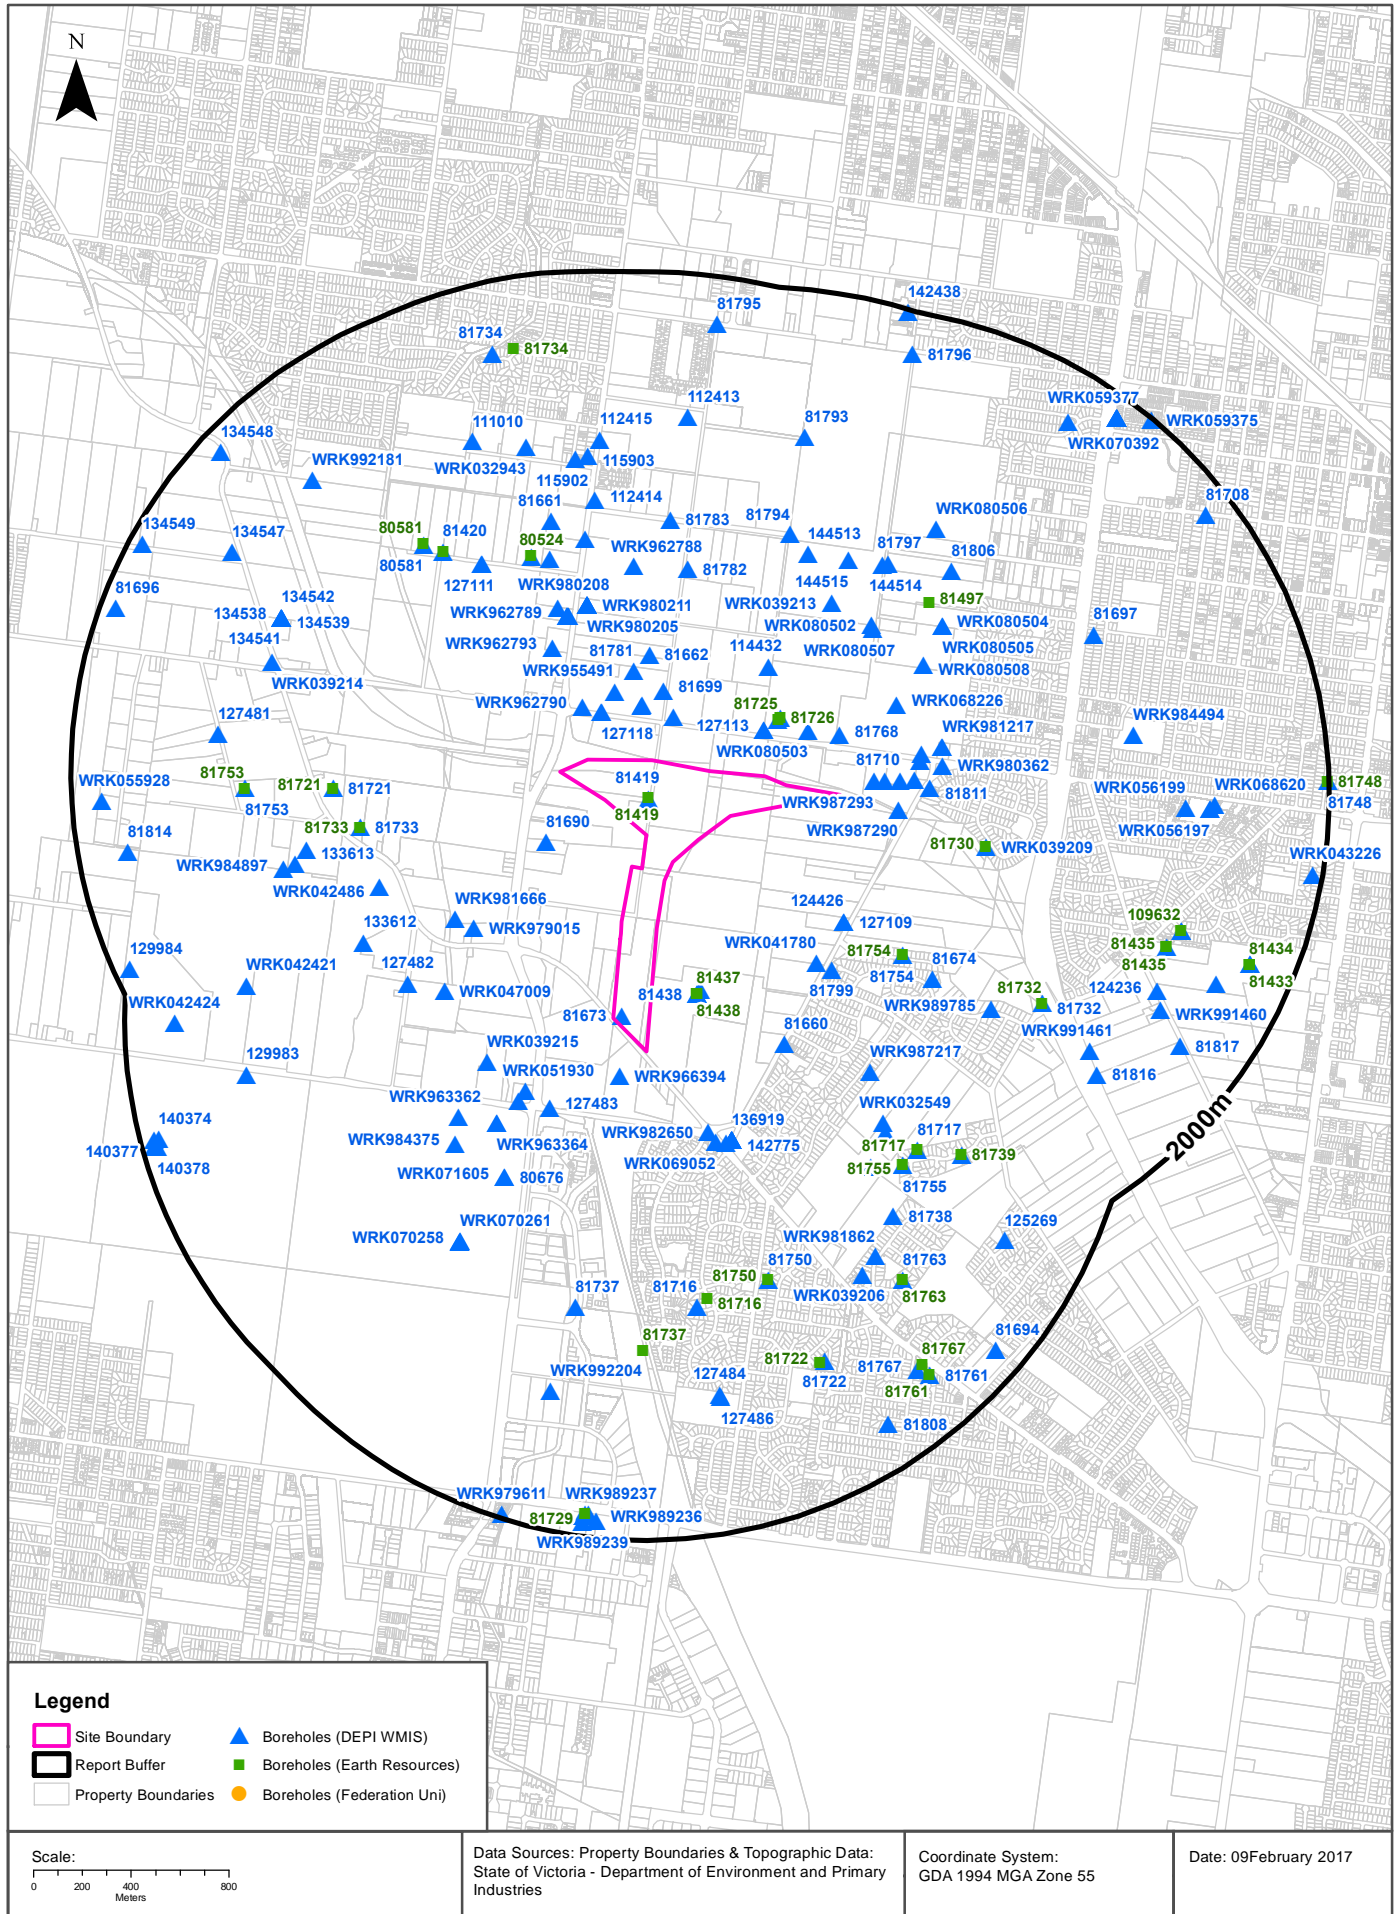 N
142438
81795
81734
81734
81796
112413
WRK059377
WRK059375
WRK070392
111010
112415
81793
134548
WRK992181
WRK032943
115903
115902
112414
81661
81783
81794
WRK080506
81708
134549
134547
80581
81420
80524
144513
81797
81806
80581
127111
WRK962788
81782
144515
144514
WRK980208
81696
134542
134538
134539
134541
WRK962789
WRK980211
WRK980205
WRK039213
81497
WRK080502
WRK080504
WRK080507
WRK080505
81697
WRK962793
81781
81662
114432
WRK080508
WRK039214
WRK955491
81699
WRK962790
81725
81726
WRK068226
127481
127118
127113
WRK080503
81768
WRK981217
WRK984494
81710
WRK980362
WRK055928
81753
81753
81721
81721
81419
81419
WRK987293
81811
WRK987290
WRK056199
WRK068620
WRK056197
81748
81748
81814
81733
81733
81690
133613
WRK984897
WRK042486
81730
WRK039209
WRK043226
WRK981666
WRK979015
133612
124426
127109
109632
81435
81435
81434
81433
129984
WRK042421
127482
WRK047009
WRK041780
81799
81754
81754
81674
WRK042424
81437
81438
81438
81673
WRK989785
81732
81732
124236
WRK991460
WRK991461
81817
81816
129983
WRK039215
WRK051930
81660
WRK987217
WRK966394
WRK963362
127483
WRK963364
WRK984375
140374
140377
140378
WRK982650
136919
142775
WRK069052
WRK032549
81717
81717
81739
81755
81755
2000m
WRK071605
80676
WRK070261
WRK070258
81738
125269
WRK981862
81750
81750
81763
81763
WRK039206
81737
81737
81716
81716
81694
81722
81722
81767
81767
81761
81761
WRK992204
127484
127486
81808
WRK979611
WRK989237
81729
WRK989236
WRK989239
Legend
Site Boundary
Boreholes (DEPI WMIS)
Report Buffer
Boreholes (Earth Resources)
Property Boundaries
Boreholes (Federation Uni)
Scale:
0 200 400 800
Meters
Data Sources: Property Boundaries & Topographic Data:
State of Victoria - Department of Environment and Primary
Industries
Coordinate System:
GDA 1994 MGA Zone 55
Date: 09February 2017